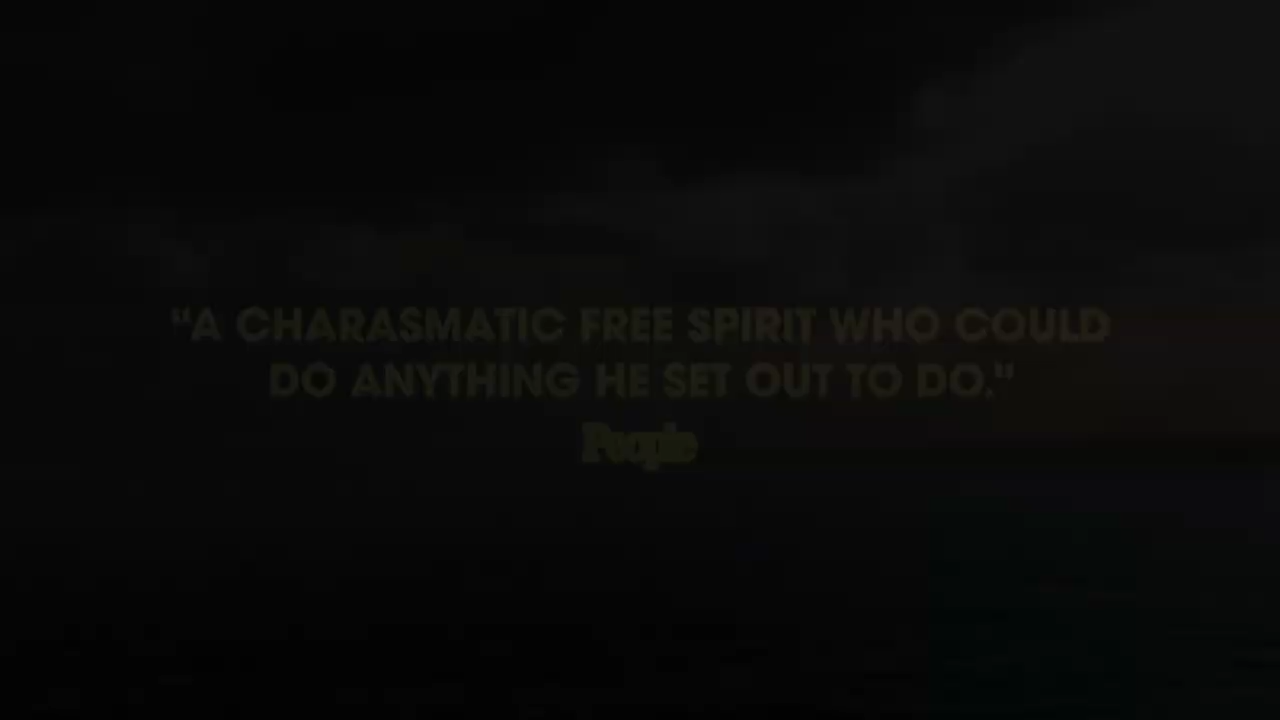 "A CHARASMATIC FREE SPIRIT WHO COULD
DO ANYTHING HE SET OUT TO DO."
People